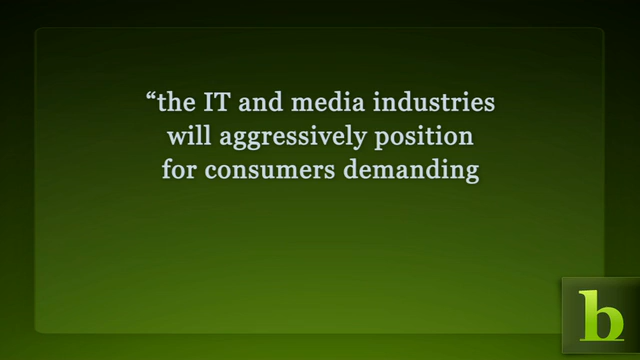 “the IT and media industries
will aggressively position
for consumers demanding
b